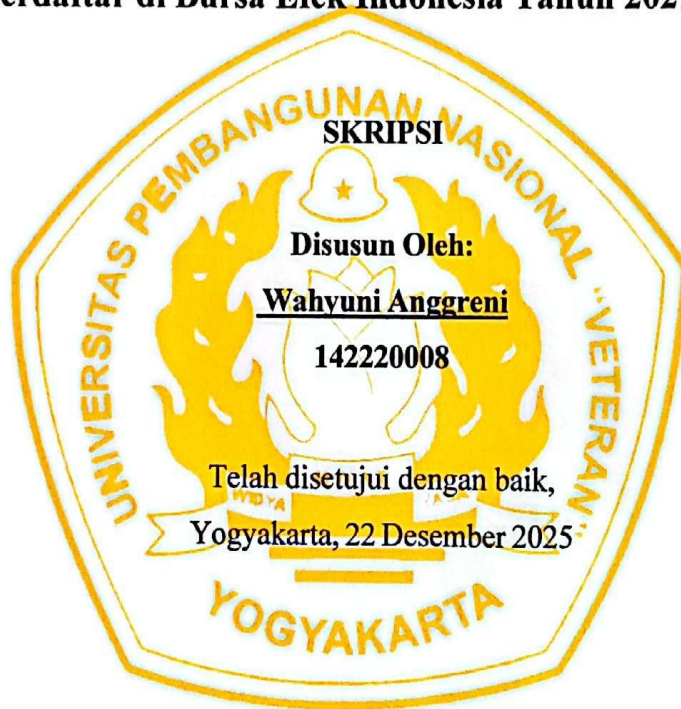 di Bursa Efek Indonesia Tahun 202
SKRIPSI
Disusun Oleh:
Wahyuni Anggreni
142220008
Telah disetujui dengan baik,
Yogyakarta, 22 Desember 2025
UNIVERSITAS PEMBANGUNAN NASIONAL "VETERAN"
YOGYAKARTA
WIDYA